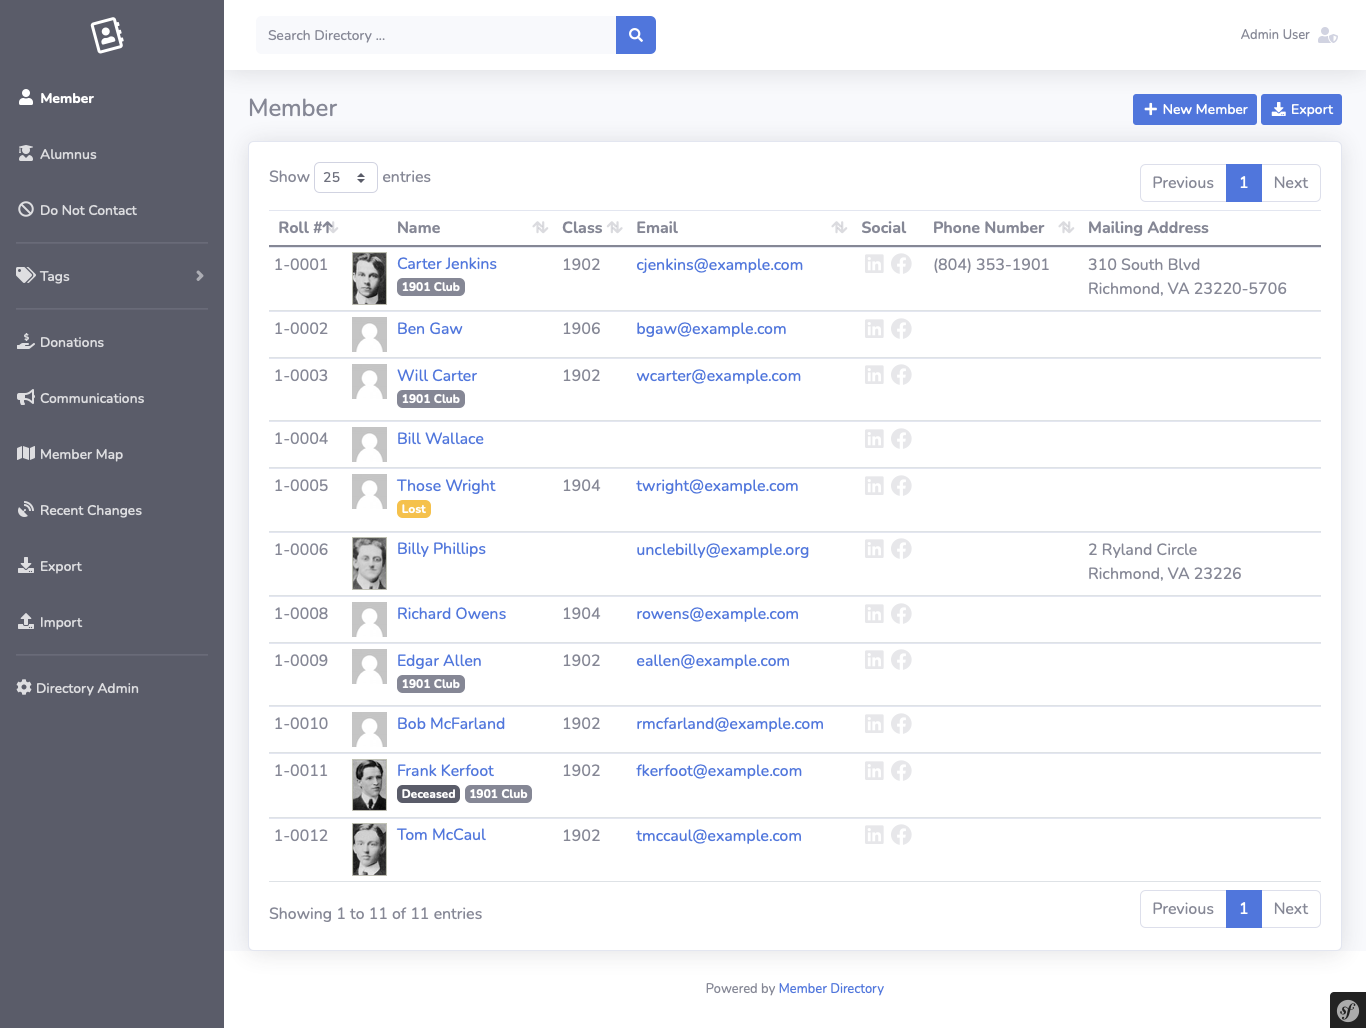 Search Directory ...
Admin User
Member
Alumnus
Do Not Contact
Tags
Donations
Communications
Member Map
Recent Changes
Export
Import
Directory Admin
Member
New Member
Export
Show 25 entries
Previous 1 Next
Roll # Name Class Email Social Phone Number Mailing Address
1-0001 Carter Jenkins 1902 cjenkins@example.com (804) 353-1901 310 South Blvd
1901 Club Richmond, VA 23220-5706
1-0002 Ben Gaw 1906 bgaw@example.com
1-0003 Will Carter 1902 wcarter@example.com
1901 Club
1-0004 Bill Wallace
1-0005 Those Wright 1904 twright@example.com
Lost
1-0006 Billy Phillips unclebilly@example.org 2 Ryland Circle
Richmond, VA 23226
1-0008 Richard Owens 1904 rowens@example.com
1-0009 Edgar Allen 1902 eallen@example.com
1901 Club
1-0010 Bob McFarland 1902 rmcfarland@example.com
1-0011 Frank Kerfoot 1902 fkerfoot@example.com
Deceased 1901 Club
1-0012 Tom McCaul 1902 tmccaul@example.com
Showing 1 to 11 of 11 entries
Previous 1 Next
Powered by Member Directory